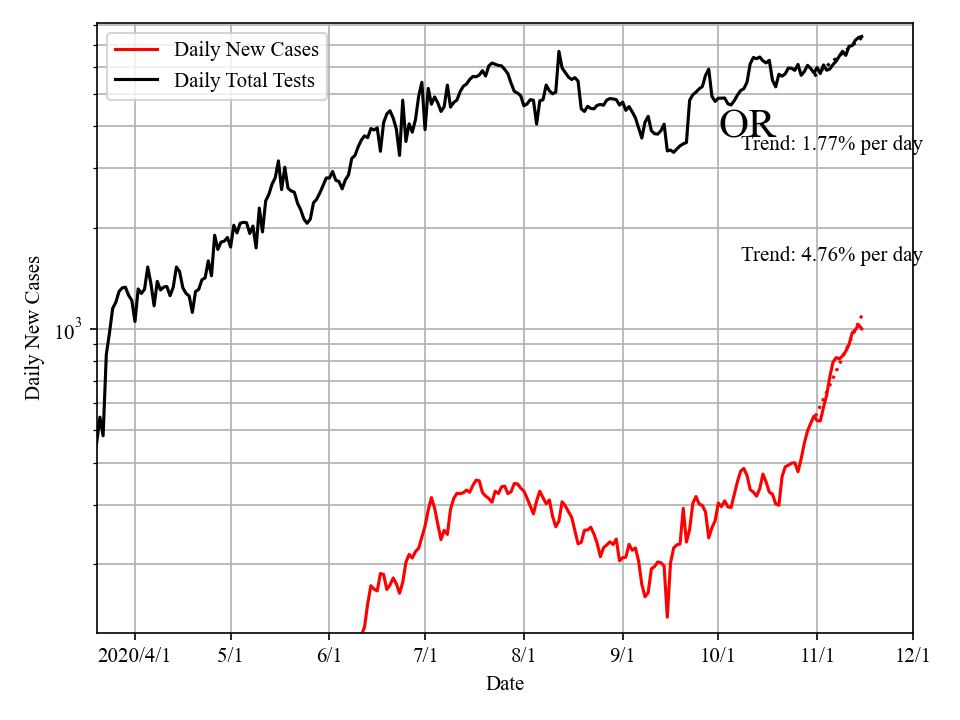 Daily New Cases
Daily Total Tests
OR
Trend: 1.77% per day
Trend: 4.76% per day
Daily New Cases
10³
2020/4/1 5/1 6/1 7/1 8/1 9/1 10/1 11/1 12/1
Date